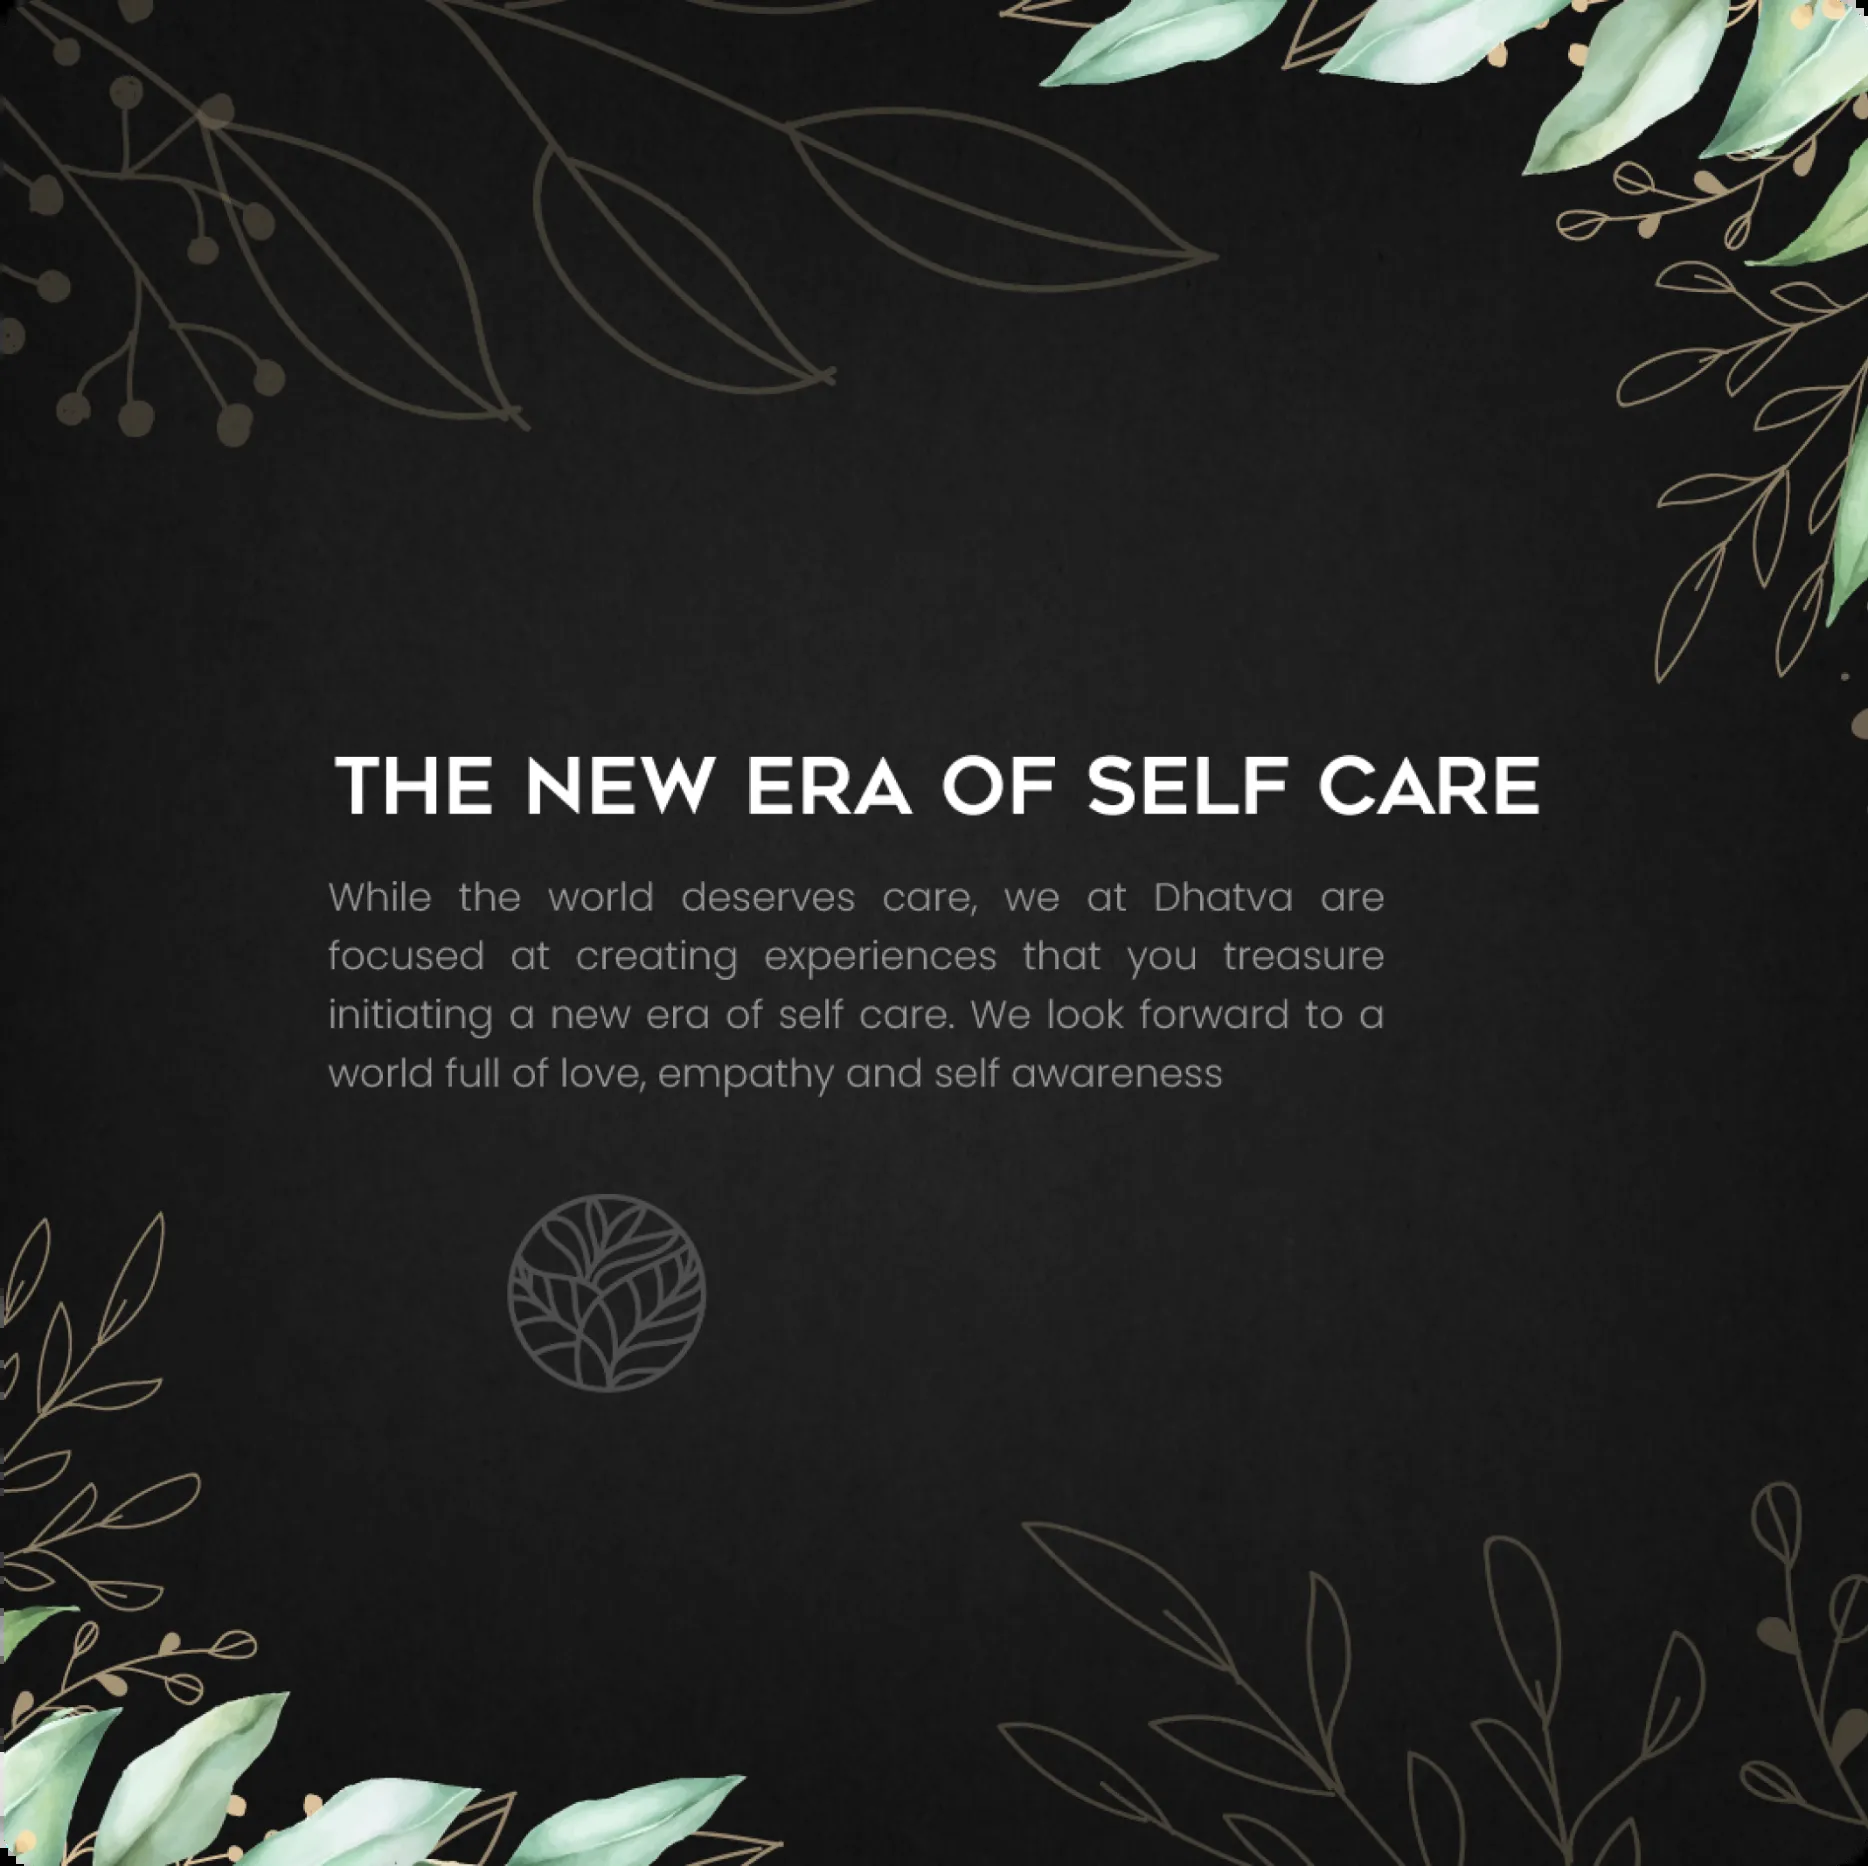 THE NEW ERA OF SELF CARE
While the world deserves care, we at Dhatva are
focused at creating experiences that you treasure
initiating a new era of self care. We look forward to a
world full of love, empathy and self awareness